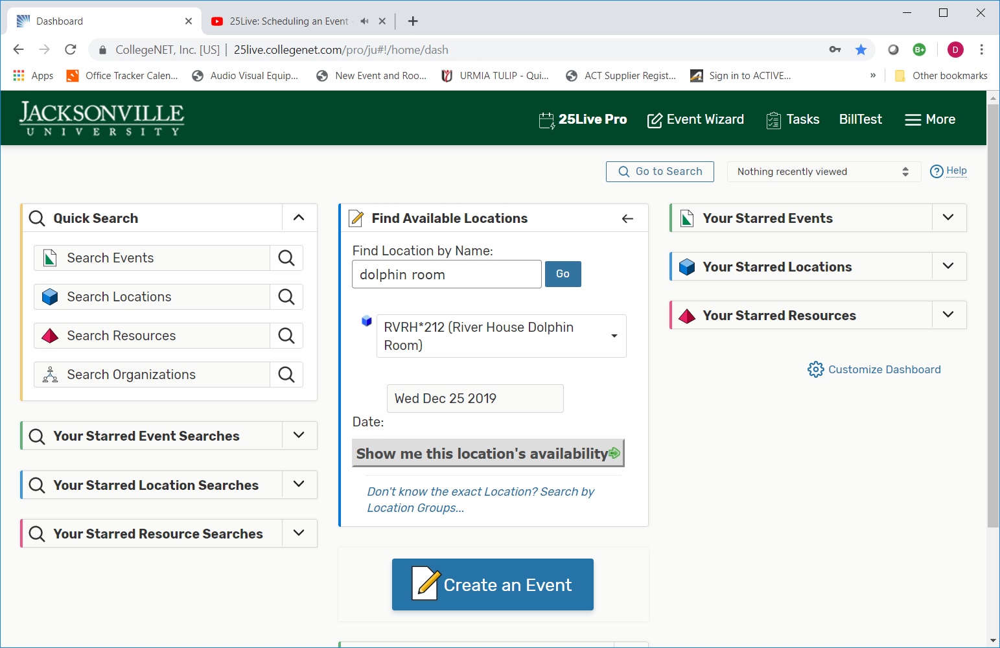 Dashboard
25Live: Scheduling an Event
CollegeNET, Inc. [US] | 25live.collegenet.com/pro/ju#!/home/dash
B+
D
Apps
Office Tracker Calen...
Audio Visual Equip...
New Event and Roo...
URMIA TULIP - Qui...
ACT Supplier Regist...
Sign in to ACTIVE...
»
Other bookmarks
JACKSONVILLE
UNIVERSITY
25Live Pro
Event Wizard
Tasks
BillTest
More
Go to Search
Nothing recently viewed
Help
Quick Search
Search Events
Search Locations
Search Resources
Search Organizations
Your Starred Event Searches
Your Starred Location Searches
Your Starred Resource Searches
Find Available Locations
Find Location by Name:
dolphin room
Go
RVRH*212 (River House Dolphin
Room)
Wed Dec 25 2019
Date:
Show me this location's availability
Don't know the exact Location? Search by
Location Groups...
Create an Event
Your Starred Events
Your Starred Locations
Your Starred Resources
Customize Dashboard